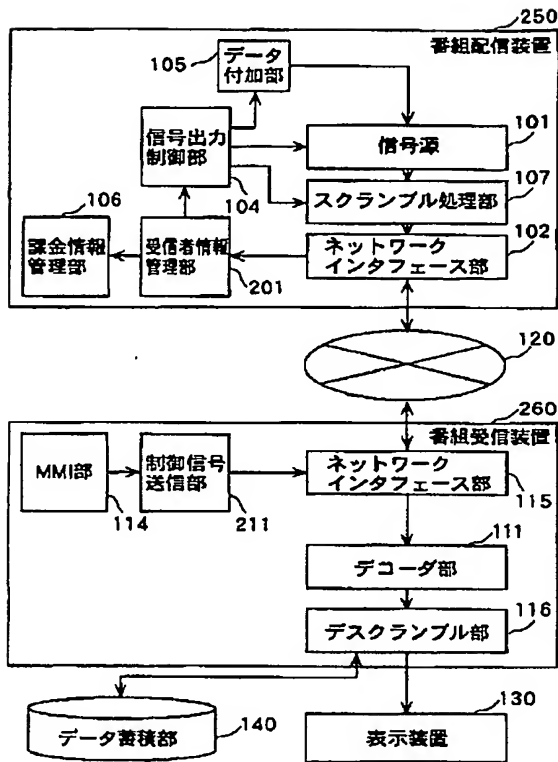 250
番組配信装置
105
データ
付加部
信号出力
制御部
104
信号源
101
スクランブル処理部
107
106
課金情報
管理部
受信者情報
管理部
201
ネットワーク
インタフェース部
102
120
260
番組受信装置
MMI部
114
制御信号
送信部
211
ネットワーク
インタフェース部
115
111
デコーダ部
116
デスクランブル部
データ蓄積部
140
130
表示装置